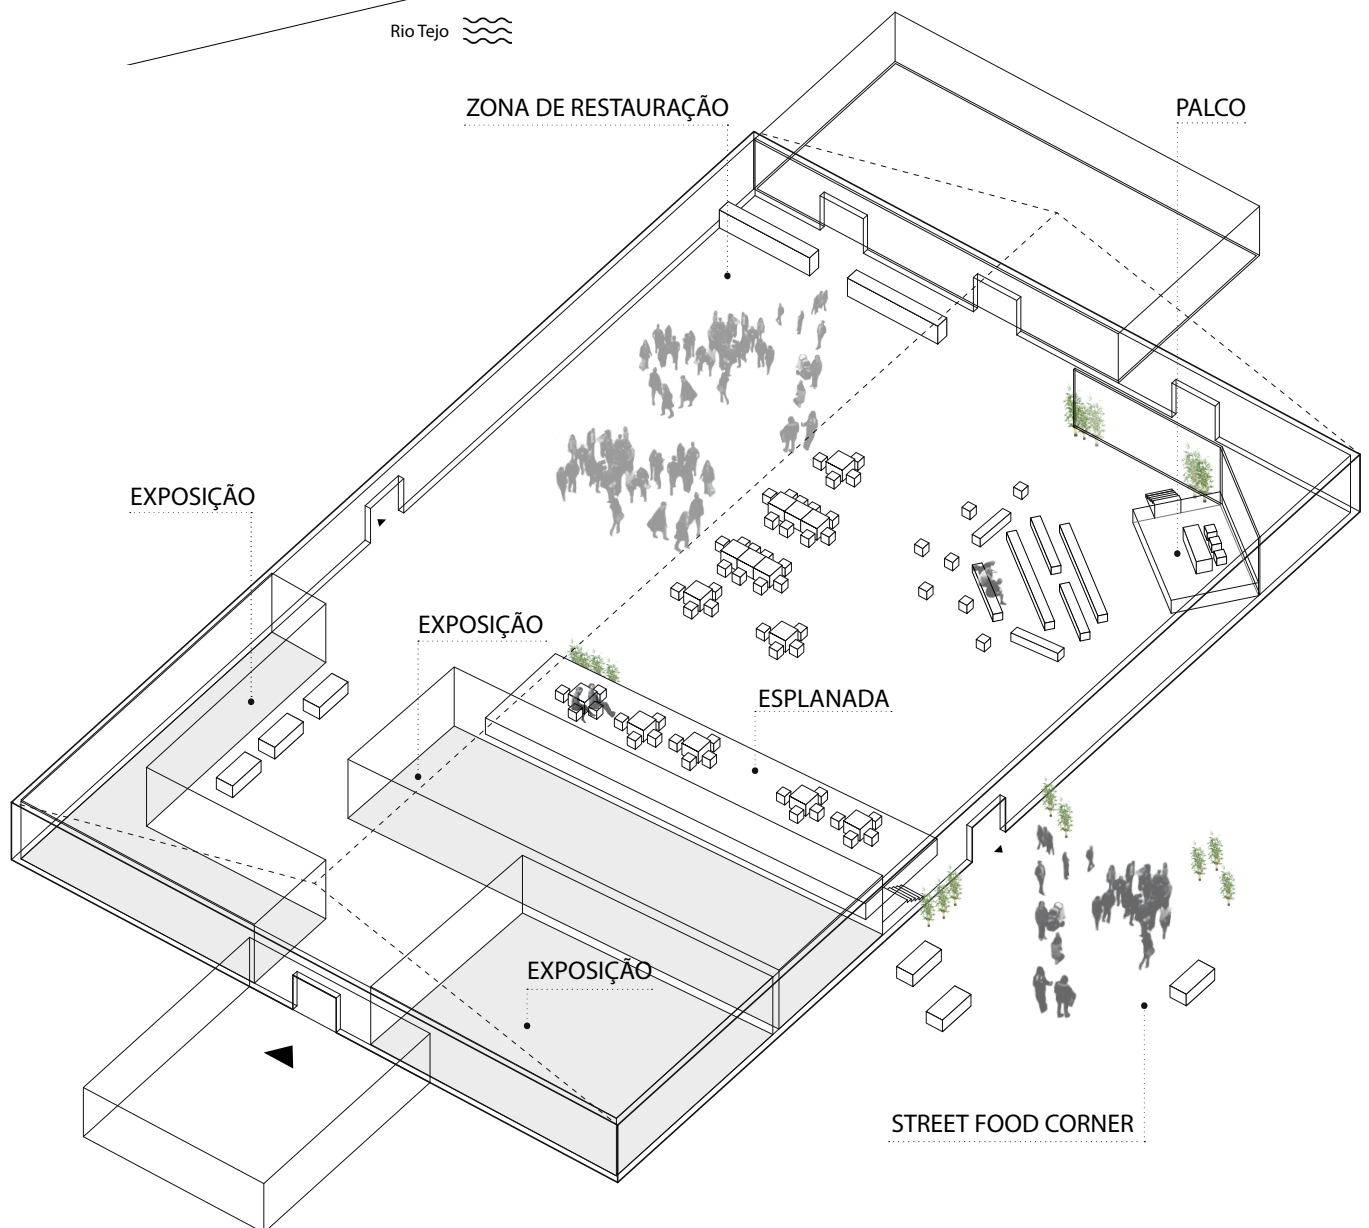 Rio Tejo
ZONA DE RESTAURAÇÃO
PALCO
EXPOSIÇÃO
EXPOSIÇÃO
ESPLANADA
EXPOSIÇÃO
STREET FOOD CORNER